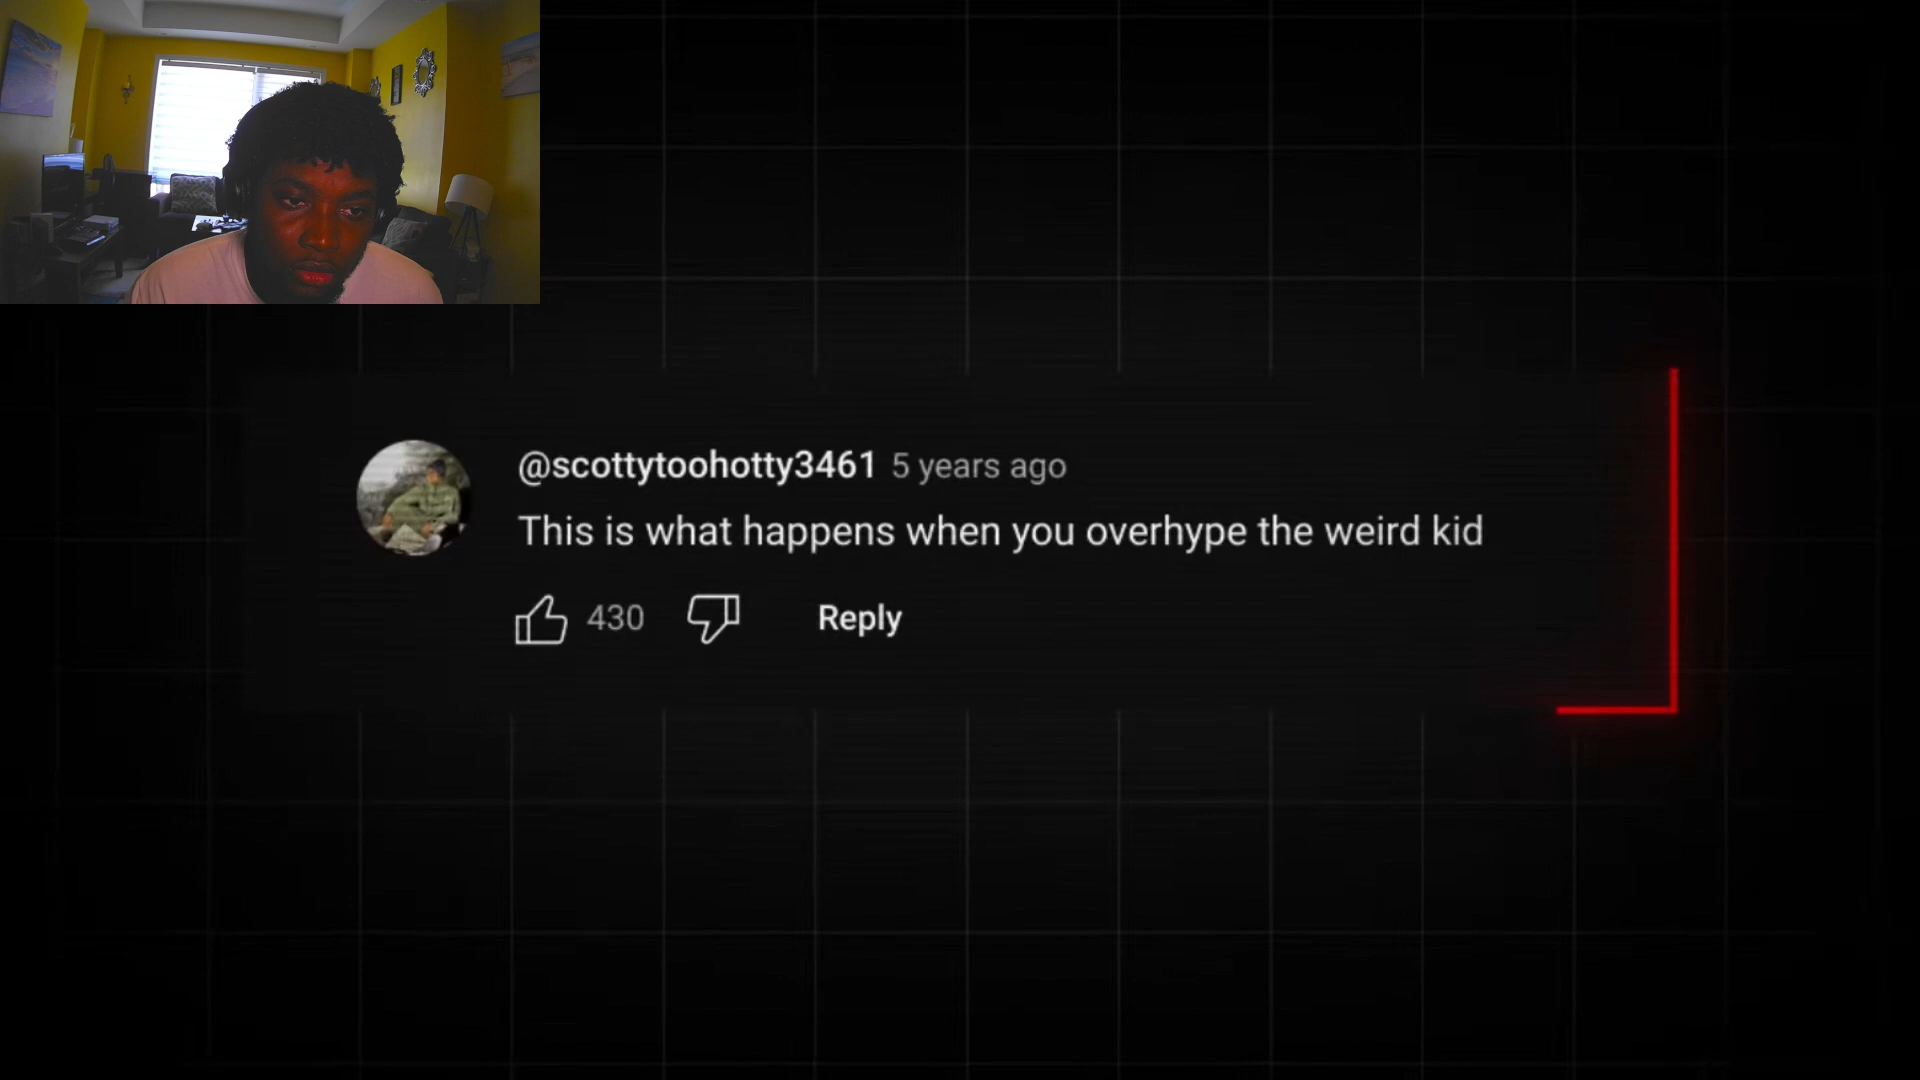 @scottytoohotty3461 5 years ago
This is what happens when you overhype the weird kid
430 Reply